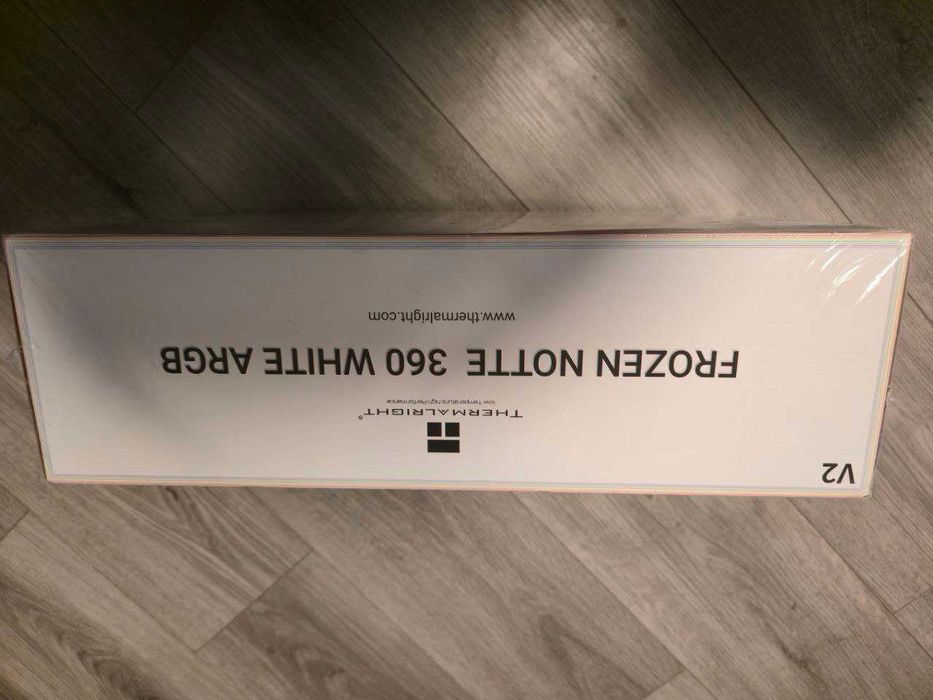 V2
THERMALRIGHT®
Low Temperature High Performance
FROZEN NOTTE 360 WHITE ARGB
www.thermalright.com